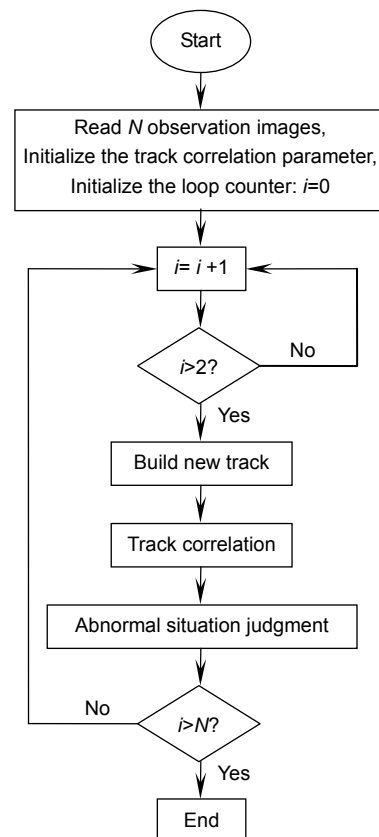 Start
Read N observation images,
Initialize the track correlation parameter,
Initialize the loop counter: i=0
i= i +1
i>2?
No
Yes
Build new track
Track correlation
Abnormal situation judgment
No
i>N?
Yes
End